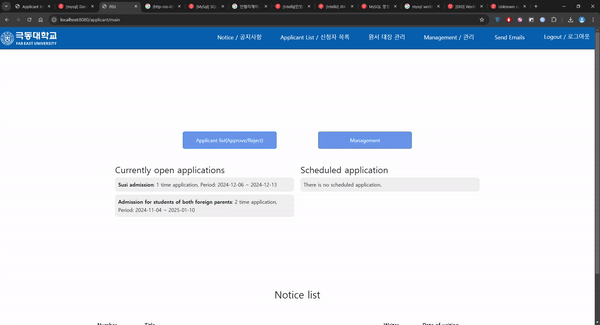 localhost:8080/applicant/main
극동대학교
FAR EAST UNIVERSITY
Notice / 공지사항
Applicant List / 신청자 목록
원서 대장 관리
Management / 관리
Send Emails
Logout / 로그아웃
Applicant list(Approve/Reject)
Management
Currently open applications
Susi admission: 1 time application, Period: 2024-12-06 ~ 2024-12-13
Admission for students of both foreign parents: 2 time application,
Period: 2024-11-04 ~ 2025-01-10
Scheduled application
There is no scheduled application.
Notice list
Number
Title
Writer
Date of writing